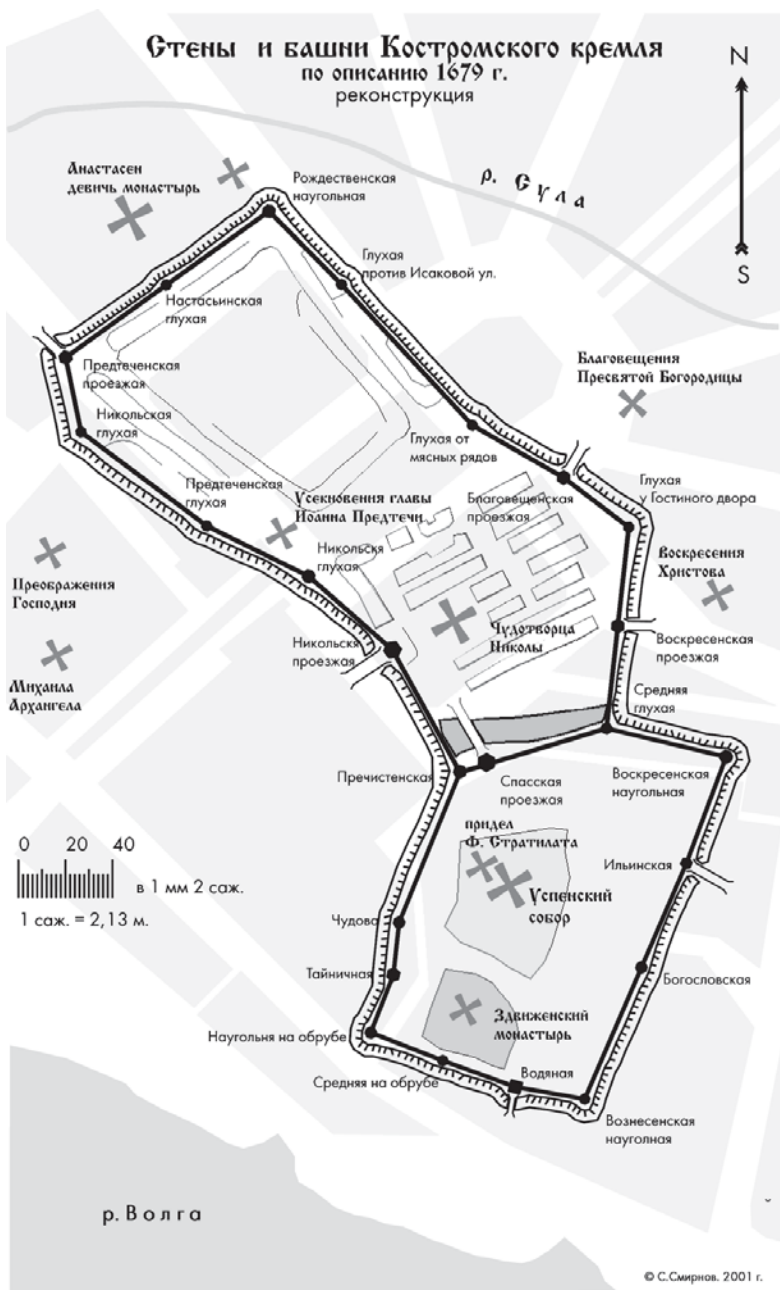 Стены и башни Костромского кремля
по описанию 1679 г.
реконструкция
N
S
Анастасен
девичь монастырь
Рождественская
наугольная
р. Сула
Глухая
против Исаковой ул.
Настасьинская
глухая
Предтеченская
проезжая
Благовещения
Пресвятой Богородицы
Никольская
глухая
Глухая от
мясных рядов
Предтеченская
глухая
Усекновения главы
Иоанна Предтечи
Благовещенская
проезжая
Глухая
у Гостиного двора
Никольскя
глухая
Воскресения
Христова
Преображения
Господня
Чудотворца
Николы
Никольскя
проезжая
Воскресенская
проезжая
Михаила
Архангела
Средняя
глухая
Пречистенская
Спасская
проезжая
Воскресенская
наугольная
придел
Ф. Стратилата
Ильинская
0 20 40
в 1 мм 2 саж.
1 саж. = 2,13 м.
Успенский
собор
Чудова
Тайничная
Богословская
Здвиженский
монастырь
Наугольня на обрубе
Средняя на обрубе
Водяная
Вознесенская
науголная
р. Волга
© С.Смирнов. 2001 г.